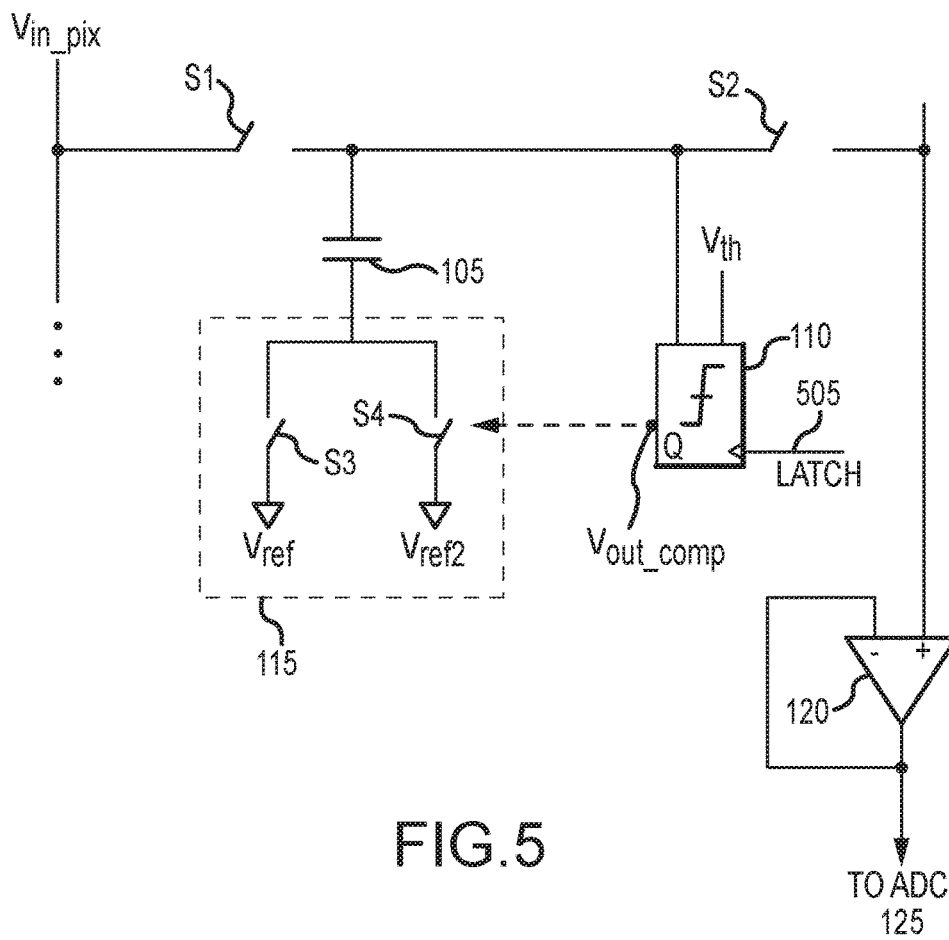 Vin_pix
S1
S2
105
Vth
110
505
S3
S4
Q
LATCH
Vref
Vref2
Vout_comp
115
-
+
120
FIG.5
TO ADC
125